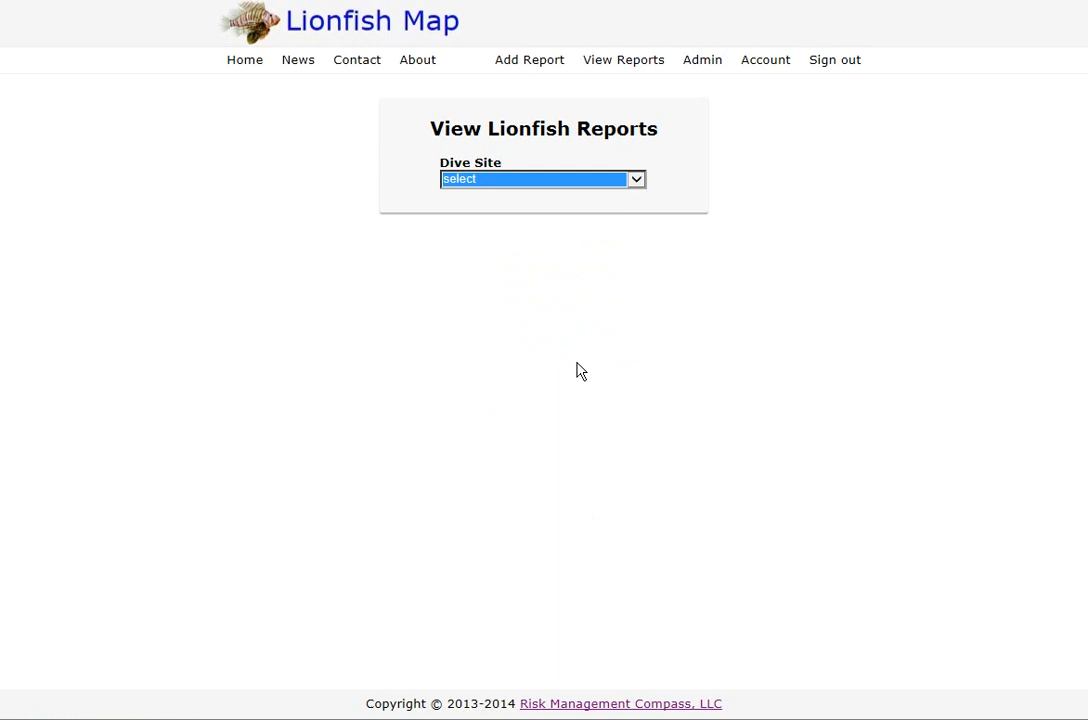 Lionfish Map
Home News Contact About Add Report View Reports Admin Account Sign out
View Lionfish Reports
Dive Site
select
Copyright © 2013-2014 Risk Management Compass, LLC